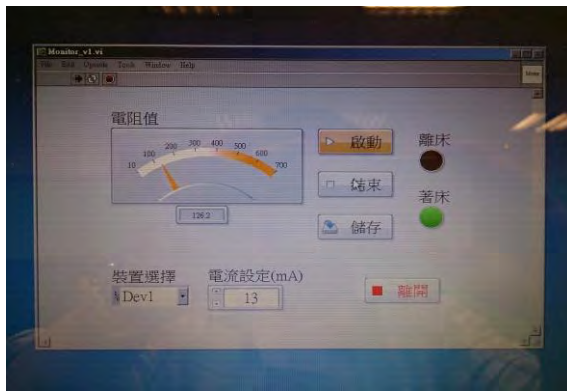 Monitor_v1.vi
File Edit Operate Tools Window Help
電阻值
10 100 200 300 400 500 600 700
126.2
啟動
結束
儲存
離床
著床
裝置選擇
Dev1
電流設定(mA)
13
離開